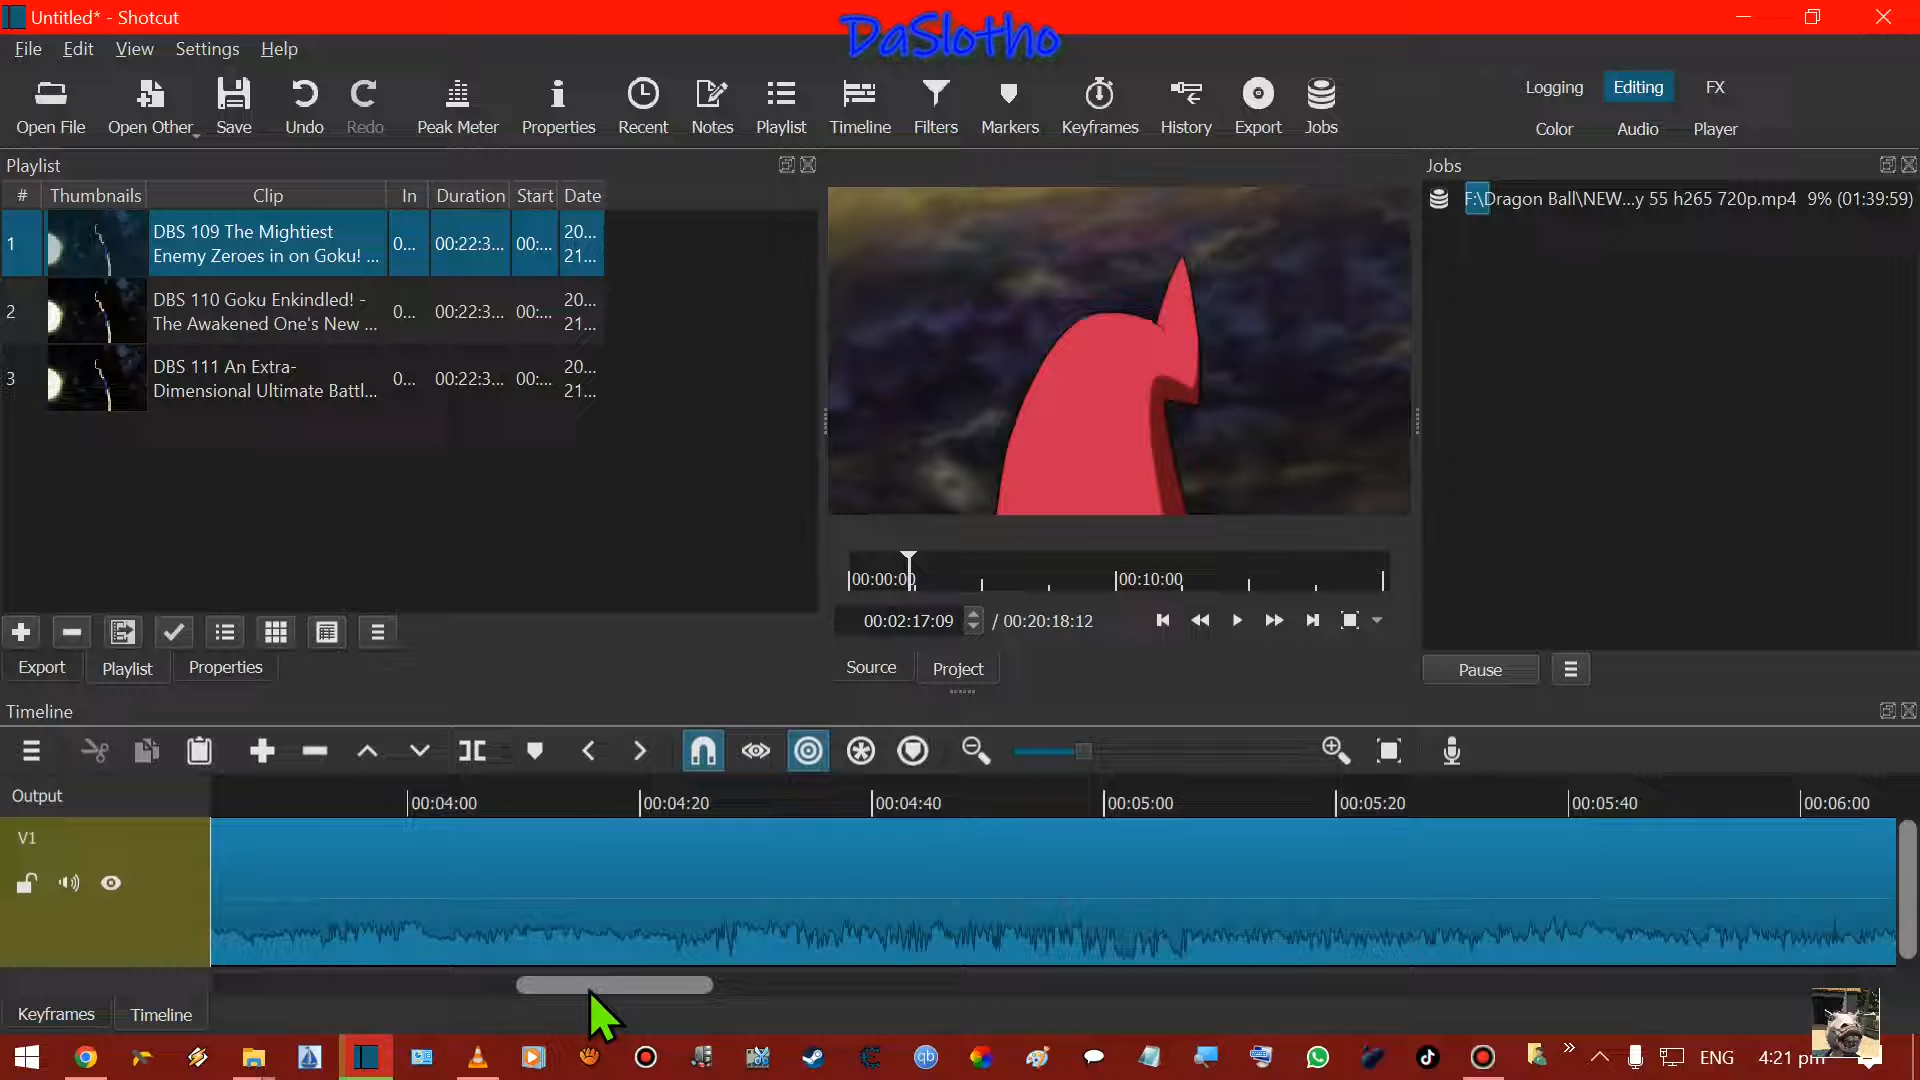 Untitled* - Shotcut
DaSlotho
File Edit View Settings Help
Open File Open Other Save Undo Redo Peak Meter Properties Recent Notes Playlist Timeline Filters Markers Keyframes History Export Jobs
Logging Editing FX
Color Audio Player
Playlist
# Thumbnails Clip In Duration Start Date
1 DBS 109 The Mightiest Enemy Zeroes in on Goku! ... 0... 00:22:3... 00:... 20... 21...
2 DBS 110 Goku Enkindled! - The Awakened One's New ... 0... 00:22:3... 00:... 20... 21...
3 DBS 111 An Extra-Dimensional Ultimate Battl... 0... 00:22:3... 00:... 20... 21...
Export Playlist Properties
00:00:00 00:10:00
00:02:17:09 / 00:20:18:12
Source Project
Jobs
F:\Dragon Ball\NEW...y 55 h265 720p.mp4 9% (01:39:59)
Pause
Timeline
Output
00:04:00 00:04:20 00:04:40 00:05:00 00:05:20 00:05:40 00:06:00
V1
Keyframes Timeline
qb
ENG 4:21 pm